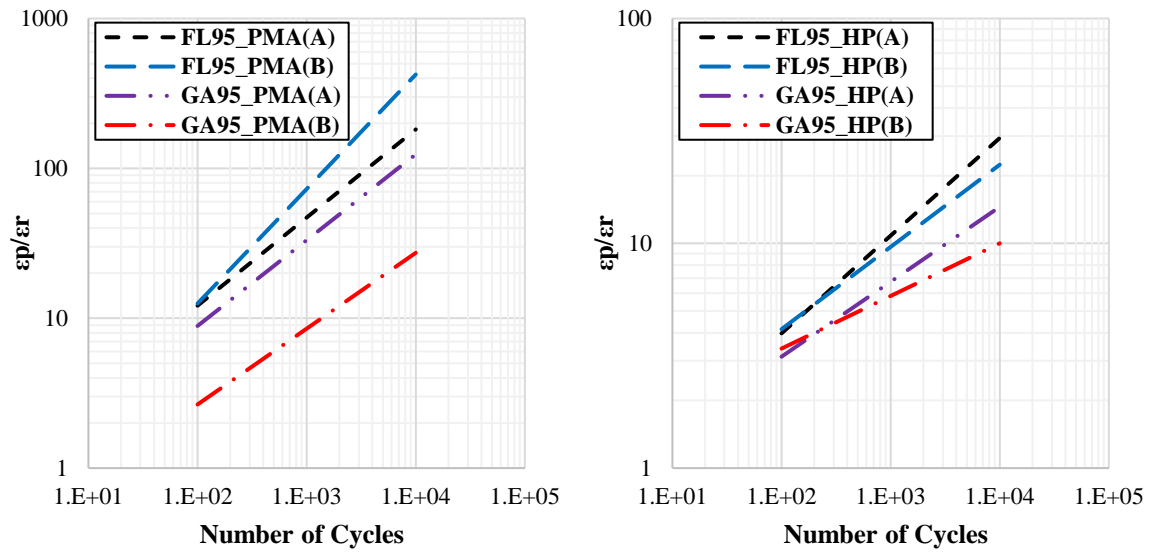 1000
100
10
1
εp/εr
FL95_PMA(A)
FL95_PMA(B)
GA95_PMA(A)
GA95_PMA(B)
1.E+01 1.E+02 1.E+03 1.E+04 1.E+05
Number of Cycles
100
10
1
εp/εr
FL95_HP(A)
FL95_HP(B)
GA95_HP(A)
GA95_HP(B)
1.E+01 1.E+02 1.E+03 1.E+04 1.E+05
Number of Cycles